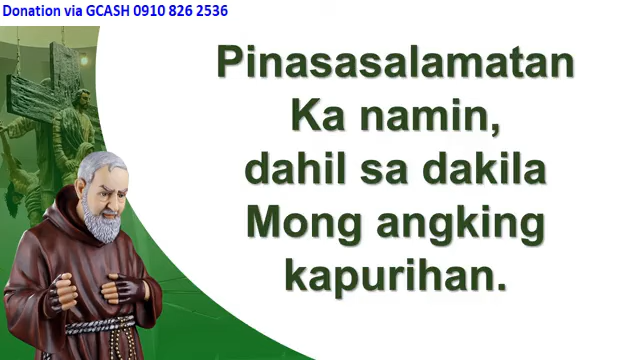 Donation via GCASH 0910 826 2536
Pinasasalamatan
Ka namin,
dahil sa dakila
Mong angking
kapurihan.